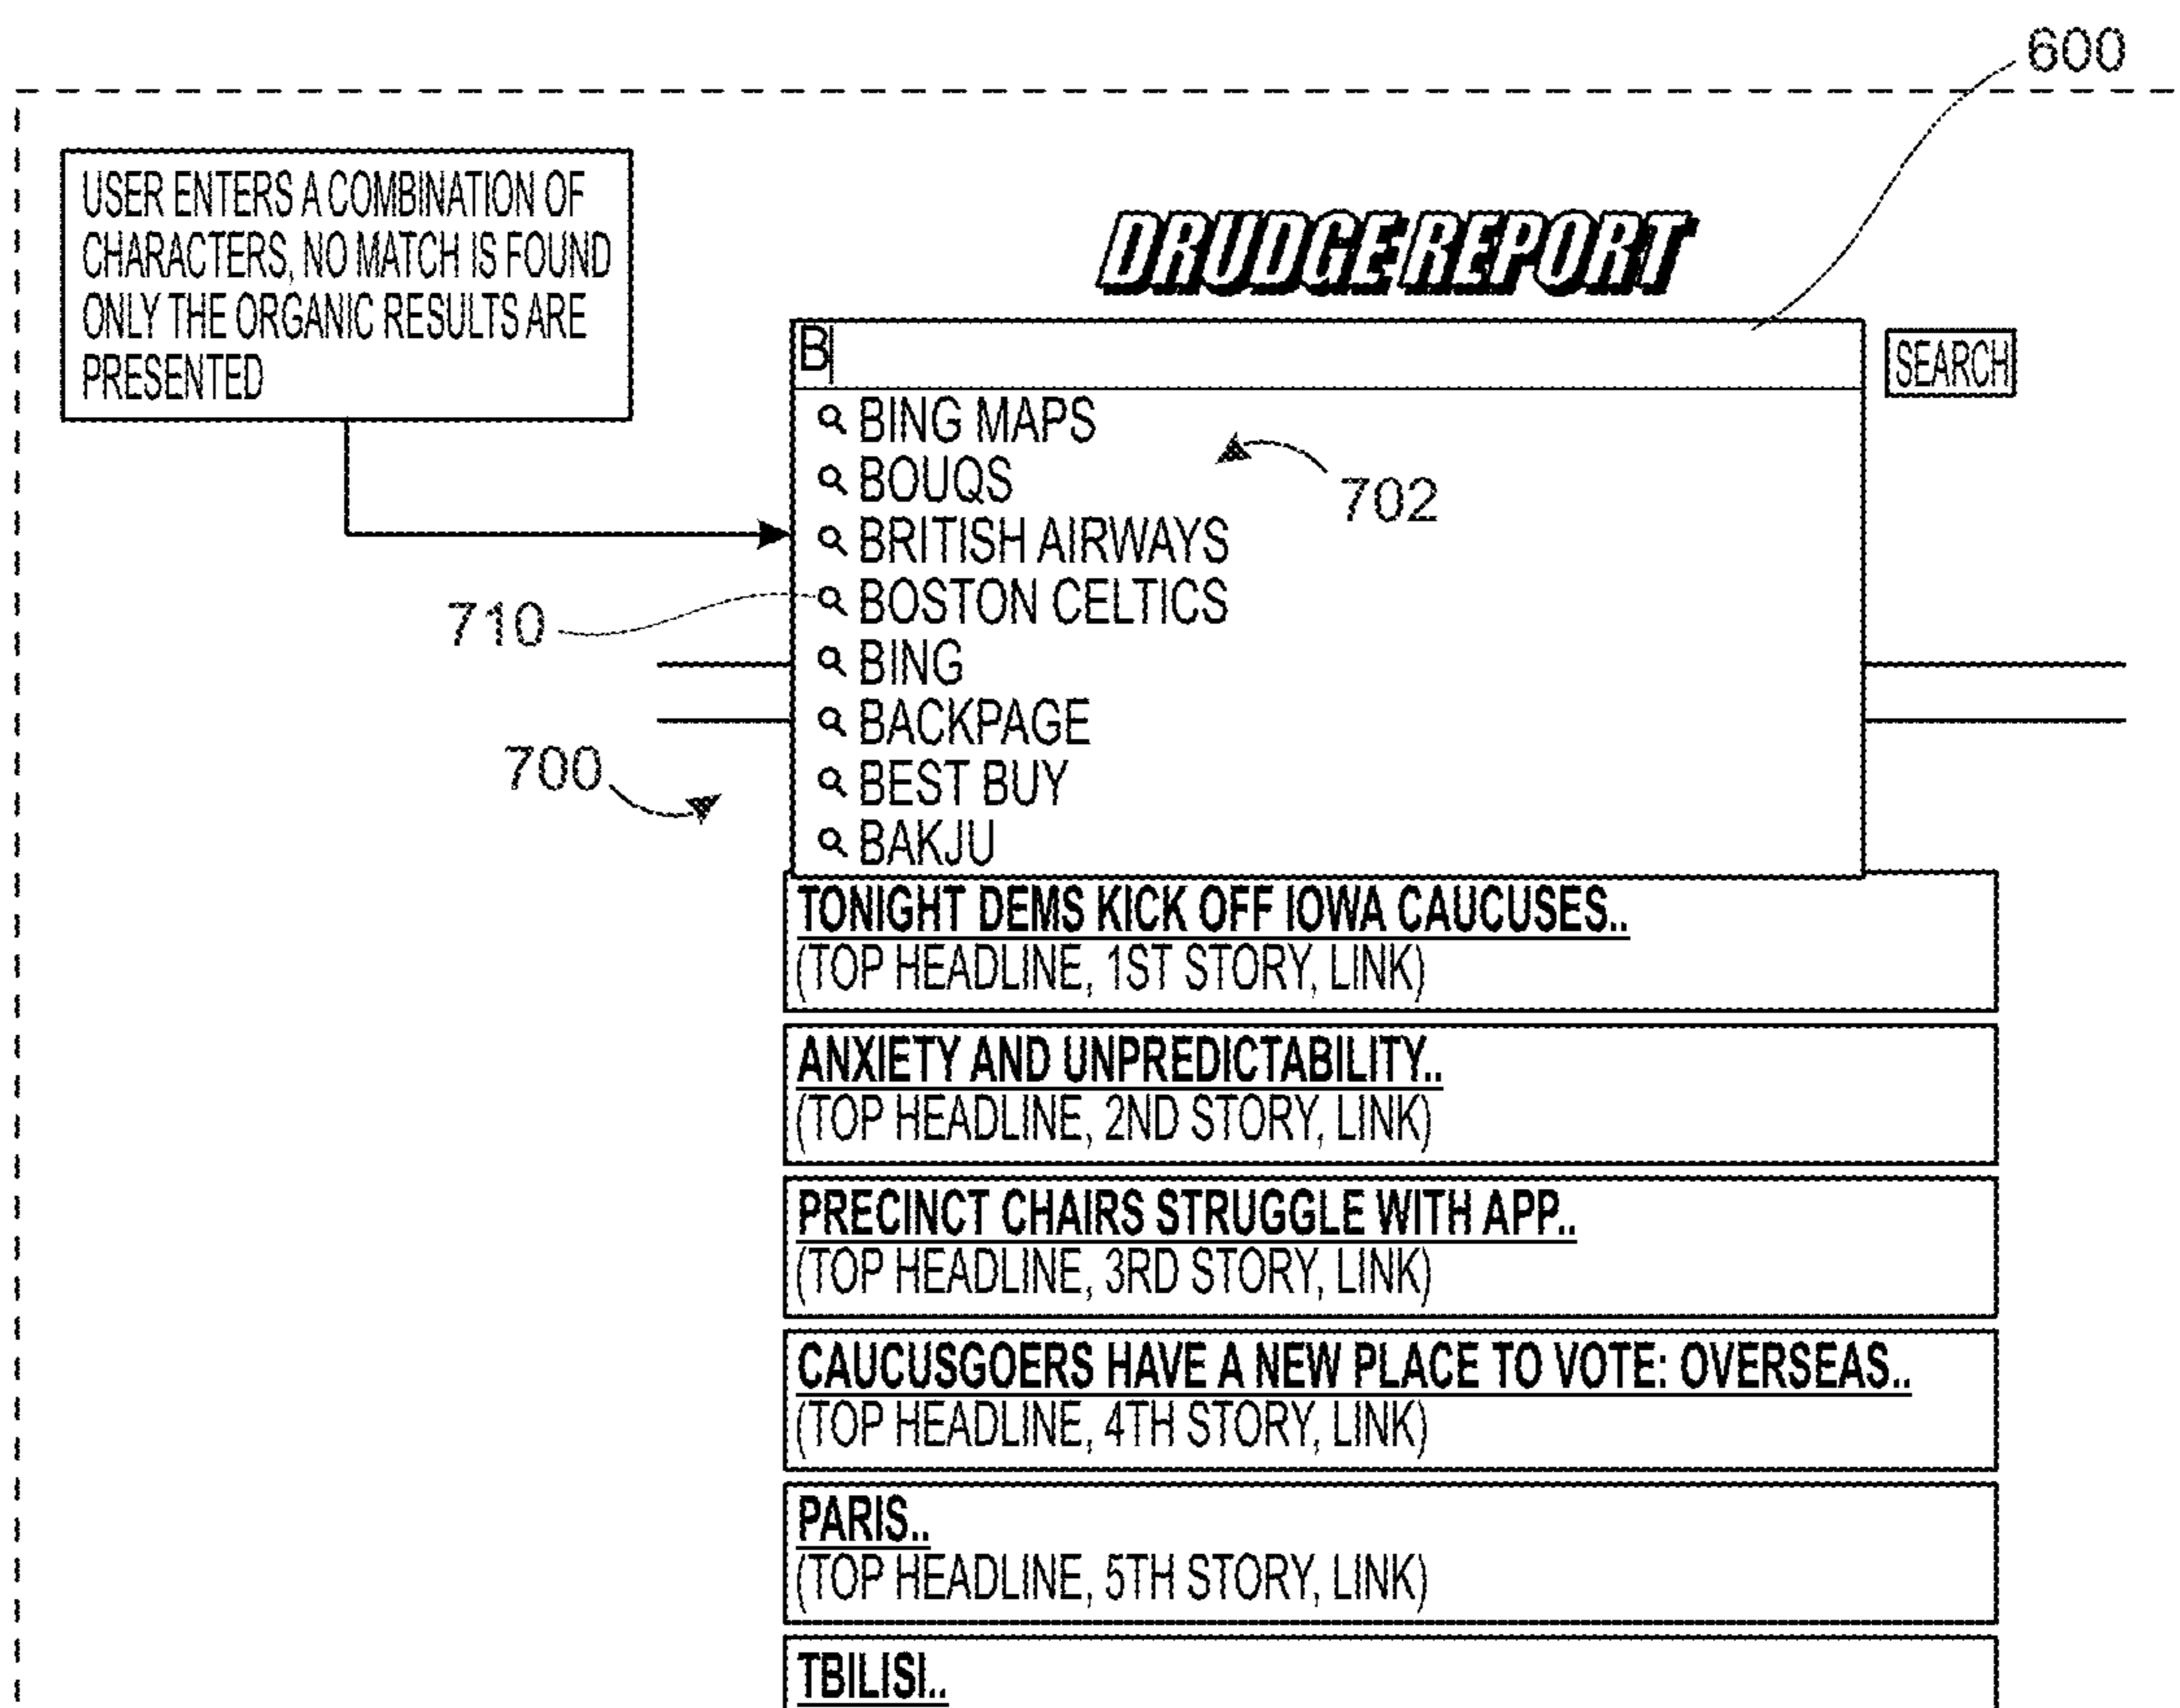 600
USER ENTERS A COMBINATION OF
CHARACTERS, NO MATCH IS FOUND
ONLY THE ORGANIC RESULTS ARE
PRESENTED
DRUDGE REPORT
B
SEARCH
BING MAPS
BOUQS
702
BRITISH AIRWAYS
BOSTON CELTICS
710
BING
BACKPAGE
700
BEST BUY
BAKJU
TONIGHT DEMS KICK OFF IOWA CAUCUSES..
(TOP HEADLINE, 1ST STORY, LINK)
ANXIETY AND UNPREDICTABILITY..
(TOP HEADLINE, 2ND STORY, LINK)
PRECINCT CHAIRS STRUGGLE WITH APP..
(TOP HEADLINE, 3RD STORY, LINK)
CAUCUSGOERS HAVE A NEW PLACE TO VOTE: OVERSEAS..
(TOP HEADLINE, 4TH STORY, LINK)
PARIS..
(TOP HEADLINE, 5TH STORY, LINK)
TBILISI..